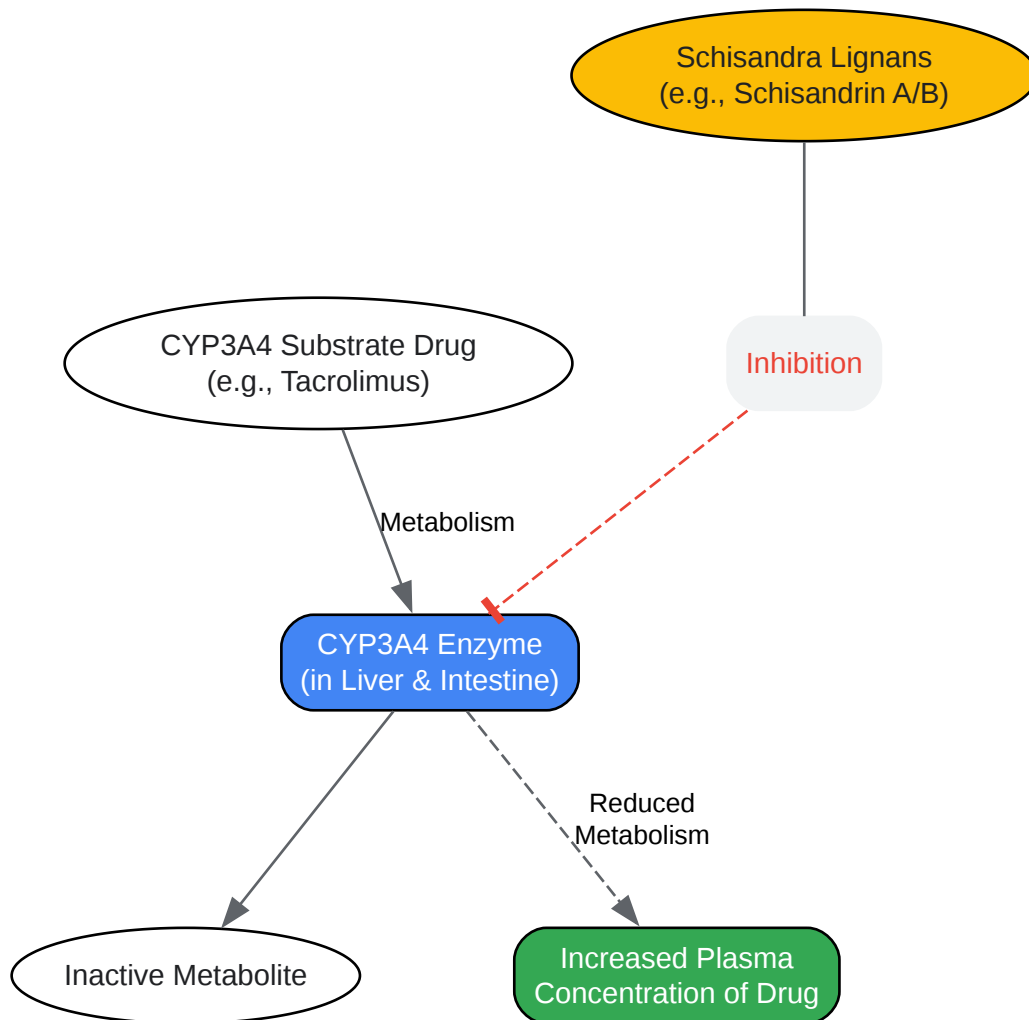 Schisandra Lignans
(e.g., Schisandrin A/B)
CYP3A4 Substrate Drug
(e.g., Tacrolimus)
Inhibition
Metabolism
CYP3A4 Enzyme
(in Liver & Intestine)
Reduced
Metabolism
Inactive Metabolite
Increased Plasma
Concentration of Drug